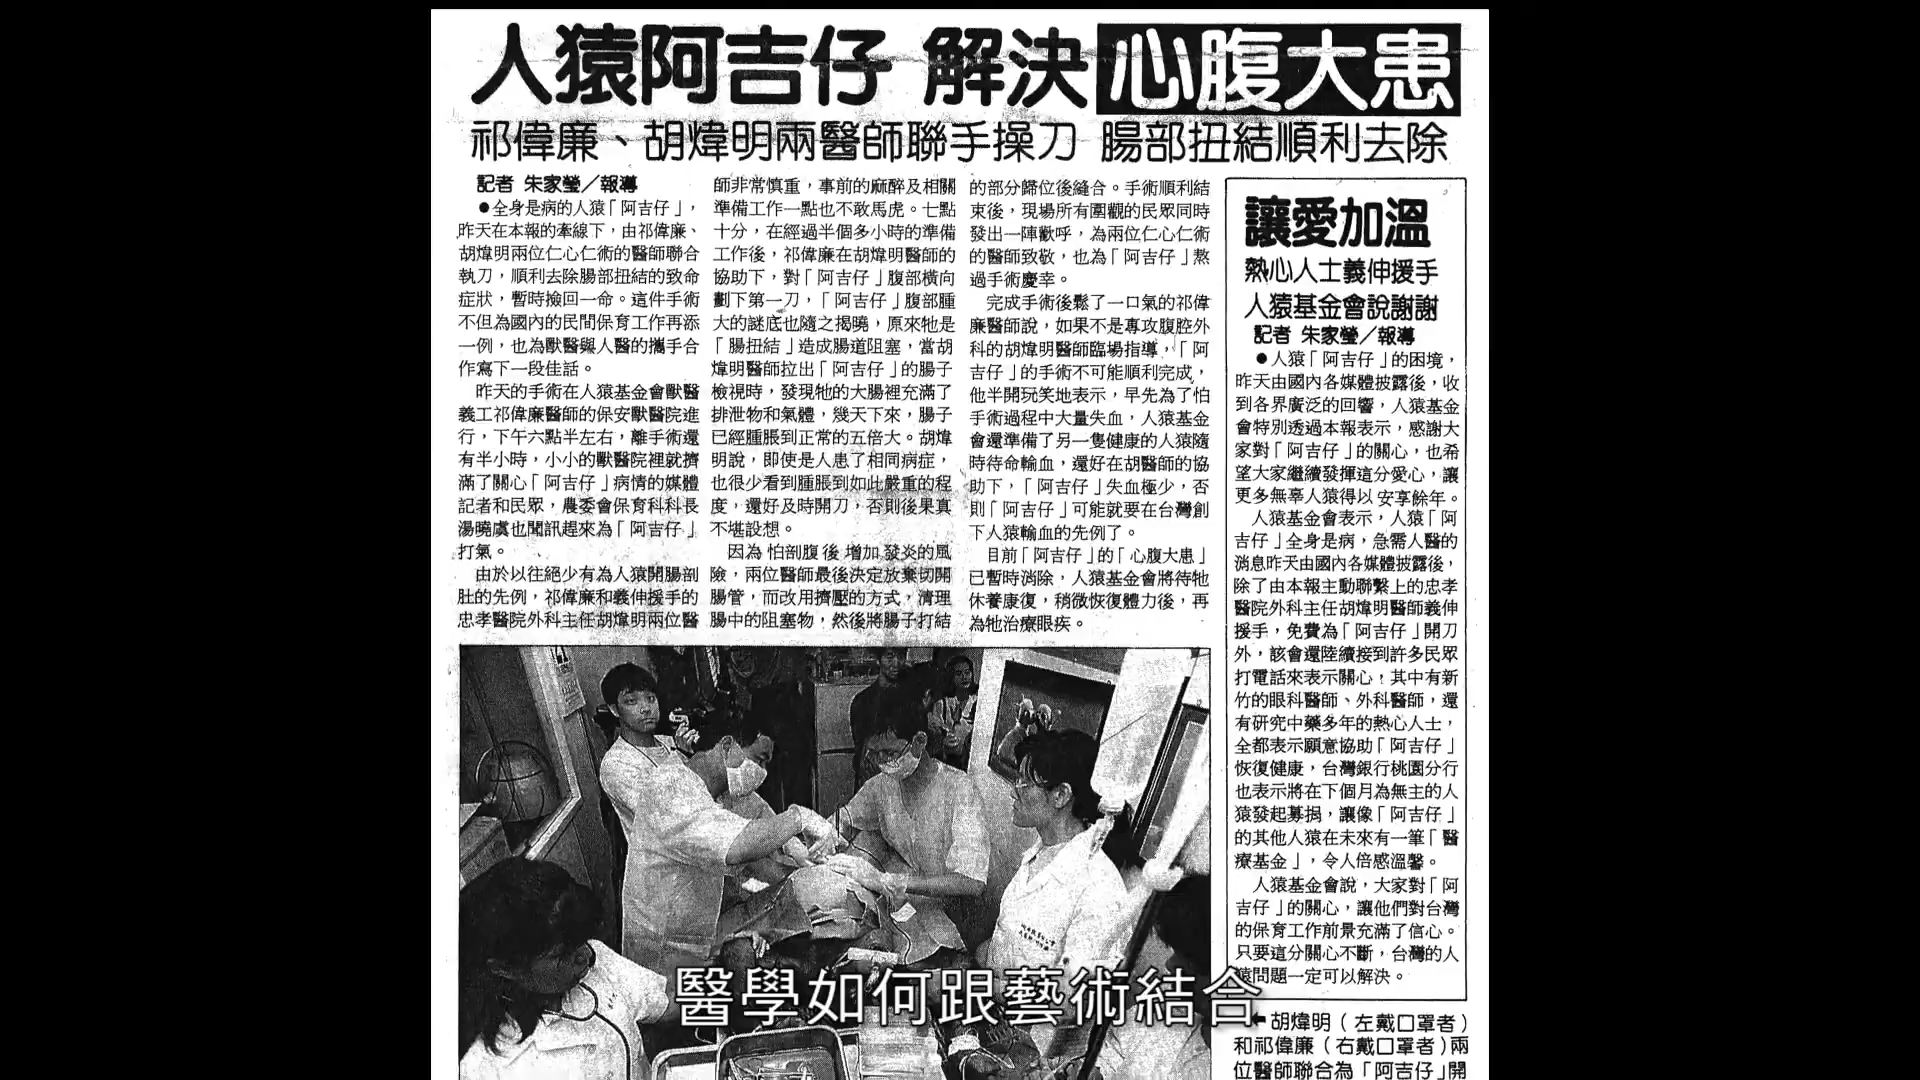 人猿阿吉仔 解決心腹大患
祁偉廉、胡煒明兩醫師聯手操刀 腸部扭結順利去除
記者 朱家瑩／報導
●全身是病的人猿「阿吉仔」，
昨天在本報的牽線下，由祁偉廉、
胡煒明兩位仁心仁術的醫師聯合
執刀，順利去除腸部扭結的致命
症狀，暫時撿回一命。這件手術
不但為國內的民間保育工作再添
一例，也為獸醫與人醫的攜手合
作寫下一段佳話。
昨天的手術在人猿基金會獸醫
義工祁偉廉醫師的保安獸醫院進
行，下午六點半左右，離手術還
有半小時，小小的獸醫院裡就擠
滿了關心「阿吉仔」病情的媒體
記者和民眾，農委會保育科科長
湯曉虞也聞訊趕來為「阿吉仔」
打氣。
由於以往絕少有為人猿開腸剖
肚的先例，祁偉廉和義伸援手的
忠孝醫院外科主任胡煒明兩位醫
師非常慎重，事前的麻醉及相關
準備工作一點也不敢馬虎。七點
十分，在經過半個多小時的準備
工作後，祁偉廉在胡煒明醫師的
協助下，對「阿吉仔」腹部橫向
劃下第一刀，「阿吉仔」腹部腫
大的謎底也隨之揭曉，原來牠是
「腸扭結」造成腸道阻塞，當胡
煒明醫師拉出「阿吉仔」的腸子
檢視時，發現牠的大腸裡充滿了
排泄物和氣體，幾天下來，腸子
已經腫脹到正常的五倍大。胡煒
明說，即使是人患了相同病症，
也很少看到腫脹到如此嚴重的程
度，還好及時開刀，否則後果真
不堪設想。
因為怕剖腹後增加發炎的風
險，兩位醫師最後決定放棄切開
腸管，而改用擠壓的方式，清理
腸中的阻塞物，然後將腸子打結
的部分歸位後縫合。手術順利結
束後，現場所有圍觀的民眾同時
發出一陣歡呼，為兩位仁心仁術
的醫師致敬，也為「阿吉仔」熬
過手術慶幸。
完成手術後鬆了一口氣的祁偉
廉醫師說，如果不是專攻腹腔外
科的胡煒明醫師臨場指導，「阿
吉仔」的手術不可能順利完成，
他半開玩笑地表示，早先為了怕
手術過程中大量失血，人猿基金
會還準備了另一隻健康的人猿隨
時待命輸血，還好在胡醫師的協
助下，「阿吉仔」失血極少，否
則「阿吉仔」可能就要在台灣創
下人猿輸血的先例了。
目前「阿吉仔」的「心腹大患」
已暫時消除，人猿基金會將待牠
休養康復，稍微恢復體力後，再
為牠治療眼疾。
讓愛加溫
熱心人士義伸援手
人猿基金會說謝謝
記者 朱家瑩／報導
●人猿「阿吉仔」的困境，
昨天由國內各媒體披露後，收
到各界廣泛的回響，人猿基金
會特別透過本報表示，感謝大
家對「阿吉仔」的關心，也希
望大家繼續發揮這分愛心，讓
更多無辜人猿得以安享餘年。
人猿基金會表示，人猿「阿
吉仔」全身是病，急需人醫的
消息昨天由國內各媒體披露後，
除了由本報主動聯繫上的忠孝
醫院外科主任胡煒明醫師義伸
援手，免費為「阿吉仔」開刀
外，該會還陸續接到許多民眾
打電話來表示關心，其中有新
竹的眼科醫師、外科醫師，還
有研究中藥多年的熱心人士，
全都表示願意協助「阿吉仔」
恢復健康，台灣銀行桃園分行
也表示將在下個月為無主的人
猿發起募捐，讓像「阿吉仔」
的其他人猿在未來有一筆「醫
療基金」，令人倍感溫馨。
人猿基金會說，大家對「阿
吉仔」的關心，讓他們對台灣
的保育工作前景充滿了信心。
只要這分關心不斷，台灣的人
猿問題一定可以解決。
←胡煒明（左戴口罩者）
和祁偉廉（右戴口罩者）兩
位醫師聯合為「阿吉仔」開
醫學如何跟藝術結合